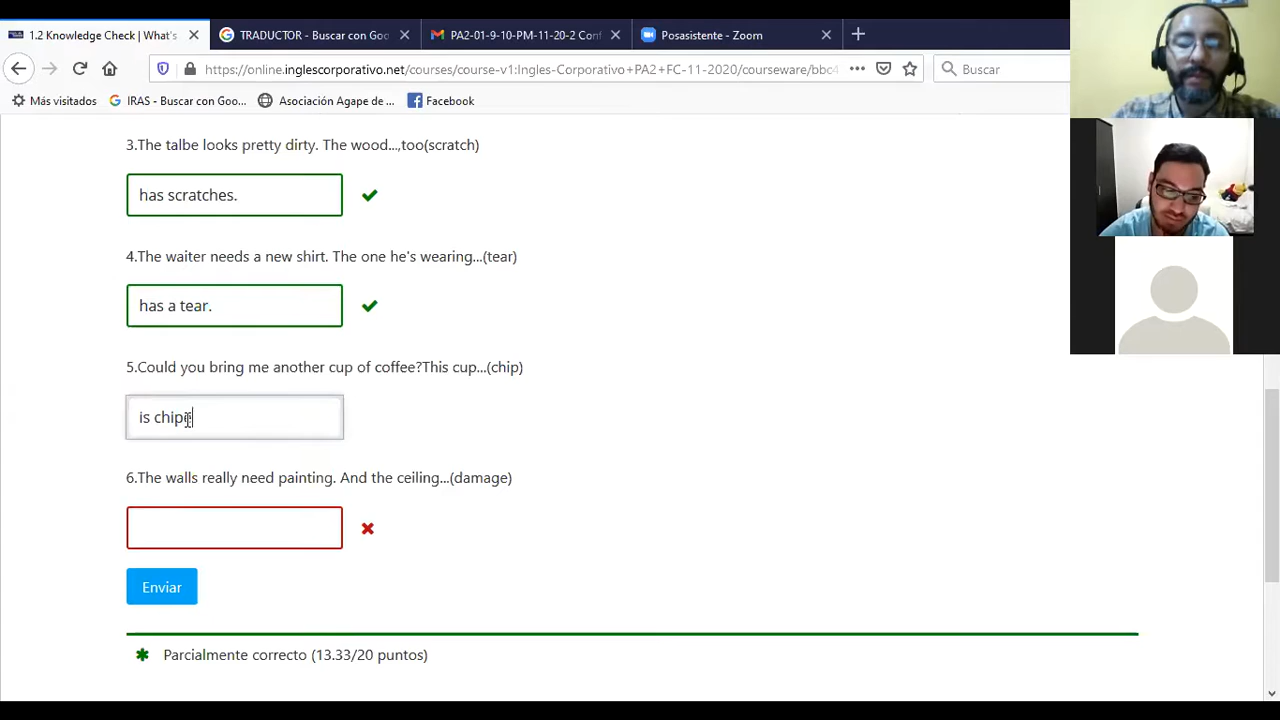 1.2 Knowledge Check | What's
TRADUCTOR - Buscar con Goo
PA2-01-9-10-PM-11-20-2 Conf
Posasistente - Zoom
https://online.inglescorporativo.net/courses/course-v1:Ingles-Corporativo+PA2+FC-11-2020/courseware/bbc4
Buscar
Más visitados
IRAS - Buscar con Goo...
Asociación Agape de ...
Facebook
3.The talbe looks pretty dirty. The wood...,too(scratch)
has scratches.
4.The waiter needs a new shirt. The one he's wearing...(tear)
has a tear.
5.Could you bring me another cup of coffee?This cup...(chip)
is chip
6.The walls really need painting. And the ceiling...(damage)
Enviar
Parcialmente correcto (13.33/20 puntos)